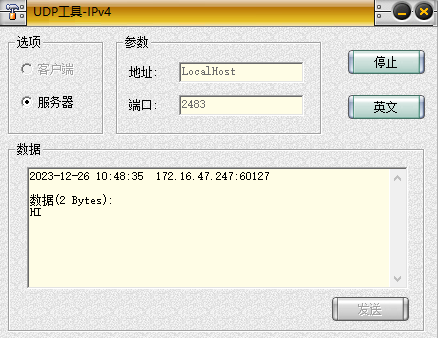 UDP工具-IPv4
选项
客户端
服务器
参数
地址: LocalHost
端口: 2483
停止
英文
数据
2023-12-26 10:48:35 172.16.47.247:60127
数据(2 Bytes):
HI
发送